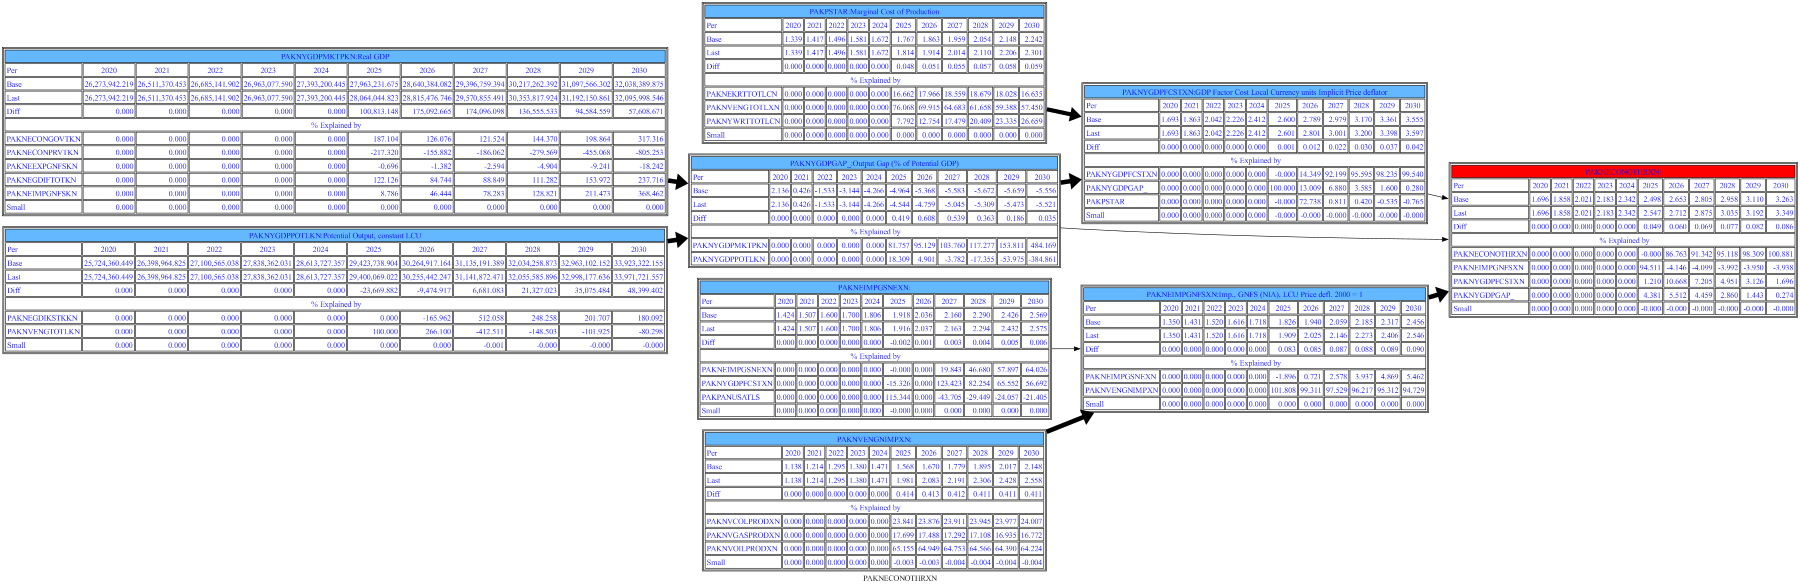 PAKPSTAR:Marginal Cost of Production
Per 2020 2021 2022 2023 2024 2025 2026 2027 2028 2029 2030
Base 1.339 1.417 1.496 1.581 1.672 1.767 1.863 1.959 2.054 2.148 2.242
Last 1.339 1.417 1.496 1.581 1.672 1.814 1.914 2.014 2.110 2.206 2.301
Diff 0.000 0.000 0.000 0.000 0.000 0.048 0.051 0.055 0.057 0.058 0.059
% Explained by
PAKNEKRTTOTLCN 0.000 0.000 0.000 0.000 0.000 16.662 17.966 18.559 18.679 18.028 16.635
PAKNVENGTOTLXN 0.000 0.000 0.000 0.000 0.000 76.068 69.915 64.683 61.658 59.388 57.450
PAKNYWRTTOTLCN 0.000 0.000 0.000 0.000 0.000 7.792 12.754 17.479 20.409 23.335 26.659
Small 0.000 0.000 0.000 0.000 0.000 0.000 0.000 0.000 0.000 0.000 0.000
PAKNYGDPMKTPKN:Real GDP
Per 2020 2021 2022 2023 2024 2025 2026 2027 2028 2029 2030
Base 26,273,942.219 26,511,370.453 26,685,141.902 26,963,077.590 27,393,200.445 27,963,231.675 28,640,384.082 29,396,759.394 30,217,262.392 31,097,566.302 32,038,389.875
Last 26,273,942.219 26,511,370.453 26,685,141.902 26,963,077.590 27,393,200.445 28,064,044.823 28,815,476.746 29,570,855.491 30,353,817.924 31,192,150.861 32,095,998.546
Diff 0.000 0.000 0.000 0.000 0.000 100,813.148 175,092.665 174,096.098 136,555.533 94,584.559 57,608.671
% Explained by
PAKNECONGOVTKN 0.000 0.000 0.000 0.000 0.000 187.104 126.076 121.524 144.370 198.864 317.316
PAKNECONPRVTKN 0.000 0.000 0.000 0.000 0.000 -217.320 -155.882 -186.062 -279.569 -455.068 -805.253
PAKNEEXPGNFSKN 0.000 0.000 0.000 0.000 0.000 -0.696 -1.382 -2.594 -4.904 -9.241 -18.242
PAKNEGDIFTOTKN 0.000 0.000 0.000 0.000 0.000 122.126 84.744 88.849 111.282 153.972 237.716
PAKNEIMPGNFSKN 0.000 0.000 0.000 0.000 0.000 8.786 46.444 78.283 128.821 211.473 368.462
Small 0.000 0.000 0.000 0.000 0.000 0.000 0.000 0.000 0.000 0.000 0.000
PAKNYGDPFCSTXN:GDP Factor Cost Local Currency units Implicit Price deflator
Per 2020 2021 2022 2023 2024 2025 2026 2027 2028 2029 2030
Base 1.693 1.863 2.042 2.226 2.412 2.600 2.789 2.979 3.170 3.361 3.555
Last 1.693 1.863 2.042 2.226 2.412 2.601 2.801 3.001 3.200 3.398 3.597
Diff 0.000 0.000 0.000 0.000 0.000 0.001 0.012 0.022 0.030 0.037 0.042
% Explained by
PAKNYGDPFCSTXN 0.000 0.000 0.000 0.000 0.000 -0.000 14.349 92.199 95.595 98.235 99.540
PAKNYGDPGAP_ 0.000 0.000 0.000 0.000 0.000 100.000 13.009 6.880 3.585 1.600 0.280
PAKPSTAR 0.000 0.000 0.000 0.000 0.000 -0.000 72.738 0.811 0.420 -0.535 -0.765
Small 0.000 0.000 0.000 0.000 0.000 -0.000 -0.000 -0.000 -0.000 -0.000 -0.000
PAKNYGDPGAP_:Output Gap (% of Potential GDP)
Per 2020 2021 2022 2023 2024 2025 2026 2027 2028 2029 2030
Base 2.136 0.426 -1.533 -3.144 -4.266 -4.964 -5.368 -5.583 -5.672 -5.659 -5.556
Last 2.136 0.426 -1.533 -3.144 -4.266 -4.544 -4.759 -5.045 -5.309 -5.473 -5.521
Diff 0.000 0.000 0.000 0.000 0.000 0.419 0.608 0.539 0.363 0.186 0.035
% Explained by
PAKNYGDPMKTPKN 0.000 0.000 0.000 0.000 0.000 81.757 95.129 103.760 117.277 153.811 484.169
PAKNYGDPPOTLKN 0.000 0.000 0.000 0.000 0.000 18.309 4.901 -3.782 -17.355 -53.975 -384.861
PAKNECONOTHRXN:
Per 2020 2021 2022 2023 2024 2025 2026 2027 2028 2029 2030
Base 1.696 1.858 2.021 2.183 2.342 2.498 2.653 2.805 2.958 3.110 3.263
Last 1.696 1.858 2.021 2.183 2.342 2.547 2.712 2.875 3.035 3.192 3.349
Diff 0.000 0.000 0.000 0.000 0.000 0.049 0.060 0.069 0.077 0.082 0.086
% Explained by
PAKNECONOTHRXN 0.000 0.000 0.000 0.000 0.000 -0.000 86.763 91.342 95.118 98.309 100.881
PAKNEIMPGNFSXN 0.000 0.000 0.000 0.000 0.000 94.511 -4.146 -4.099 -3.992 -3.950 -3.938
PAKNYGDPFCSTXN 0.000 0.000 0.000 0.000 0.000 1.210 10.668 7.205 4.951 3.126 1.696
PAKNYGDPGAP_ 0.000 0.000 0.000 0.000 0.000 4.381 5.512 4.459 2.860 1.443 0.274
Small 0.000 0.000 0.000 0.000 0.000 -0.000 -0.000 -0.000 -0.000 -0.000 -0.000
PAKNYGDPPOTLKN:Potential Output, constant LCU
Per 2020 2021 2022 2023 2024 2025 2026 2027 2028 2029 2030
Base 25,724,360.449 26,398,964.825 27,100,565.038 27,838,362.031 28,613,727.357 29,423,738.904 30,264,917.164 31,135,191.389 32,034,258.873 32,963,102.152 33,923,322.155
Last 25,724,360.449 26,398,964.825 27,100,565.038 27,838,362.031 28,613,727.357 29,400,069.022 30,255,442.247 31,141,872.471 32,055,585.896 32,998,177.636 33,971,721.557
Diff 0.000 0.000 0.000 0.000 0.000 -23,669.882 -9,474.917 6,681.083 21,327.023 35,075.484 48,399.402
% Explained by
PAKNEGDIKSTKKN 0.000 0.000 0.000 0.000 0.000 0.000 -165.962 512.058 248.258 201.707 180.092
PAKNVENGTOTLKN 0.000 0.000 0.000 0.000 0.000 100.000 266.100 -412.511 -148.503 -101.925 -80.298
Small 0.000 0.000 0.000 0.000 0.000 0.000 0.000 -0.001 -0.000 -0.000 -0.000
PAKNEIMPGSNEXN:
Per 2020 2021 2022 2023 2024 2025 2026 2027 2028 2029 2030
Base 1.424 1.507 1.600 1.700 1.806 1.918 2.036 2.160 2.290 2.426 2.569
Last 1.424 1.507 1.600 1.700 1.806 1.916 2.037 2.163 2.294 2.432 2.575
Diff 0.000 0.000 0.000 0.000 0.000 -0.002 0.001 0.003 0.004 0.005 0.006
% Explained by
PAKNEIMPGSNEXN 0.000 0.000 0.000 0.000 0.000 -0.000 0.000 19.843 46.680 57.897 64.026
PAKNYGDPFCSTXN 0.000 0.000 0.000 0.000 0.000 -15.326 0.000 123.423 82.254 65.552 56.692
PAKPANUSATLS 0.000 0.000 0.000 0.000 0.000 115.344 0.000 -43.705 -29.449 -24.057 -21.405
Small 0.000 0.000 0.000 0.000 0.000 -0.000 0.000 0.000 0.000 0.000 0.000
PAKNEIMPGNFSXN:Imp., GNFS (NIA), LCU Price defl. 2000 = 1
Per 2020 2021 2022 2023 2024 2025 2026 2027 2028 2029 2030
Base 1.350 1.431 1.520 1.616 1.718 1.826 1.940 2.059 2.185 2.317 2.456
Last 1.350 1.431 1.520 1.616 1.718 1.909 2.025 2.146 2.273 2.406 2.546
Diff 0.000 0.000 0.000 0.000 0.000 0.083 0.085 0.087 0.088 0.089 0.090
% Explained by
PAKNEIMPGSNEXN 0.000 0.000 0.000 0.000 0.000 -1.896 0.721 2.578 3.937 4.869 5.462
PAKNVENGNIMPXN 0.000 0.000 0.000 0.000 0.000 101.808 99.311 97.529 96.217 95.312 94.729
Small 0.000 0.000 0.000 0.000 0.000 0.000 0.000 0.000 0.000 0.000 0.000
PAKNVENGNIMPXN:
Per 2020 2021 2022 2023 2024 2025 2026 2027 2028 2029 2030
Base 1.138 1.214 1.295 1.380 1.471 1.568 1.670 1.779 1.895 2.017 2.148
Last 1.138 1.214 1.295 1.380 1.471 1.981 2.083 2.191 2.306 2.428 2.558
Diff 0.000 0.000 0.000 0.000 0.000 0.414 0.413 0.412 0.411 0.411 0.411
% Explained by
PAKNVCOLPRODXN 0.000 0.000 0.000 0.000 0.000 23.841 23.876 23.911 23.945 23.977 24.007
PAKNVGASPRODXN 0.000 0.000 0.000 0.000 0.000 17.699 17.488 17.292 17.108 16.935 16.772
PAKNVOILPRODXN 0.000 0.000 0.000 0.000 0.000 65.155 64.949 64.753 64.566 64.390 64.224
Small 0.000 0.000 0.000 0.000 0.000 -0.003 -0.003 -0.004 -0.004 -0.004 -0.004
PAKNECONOTHRXN